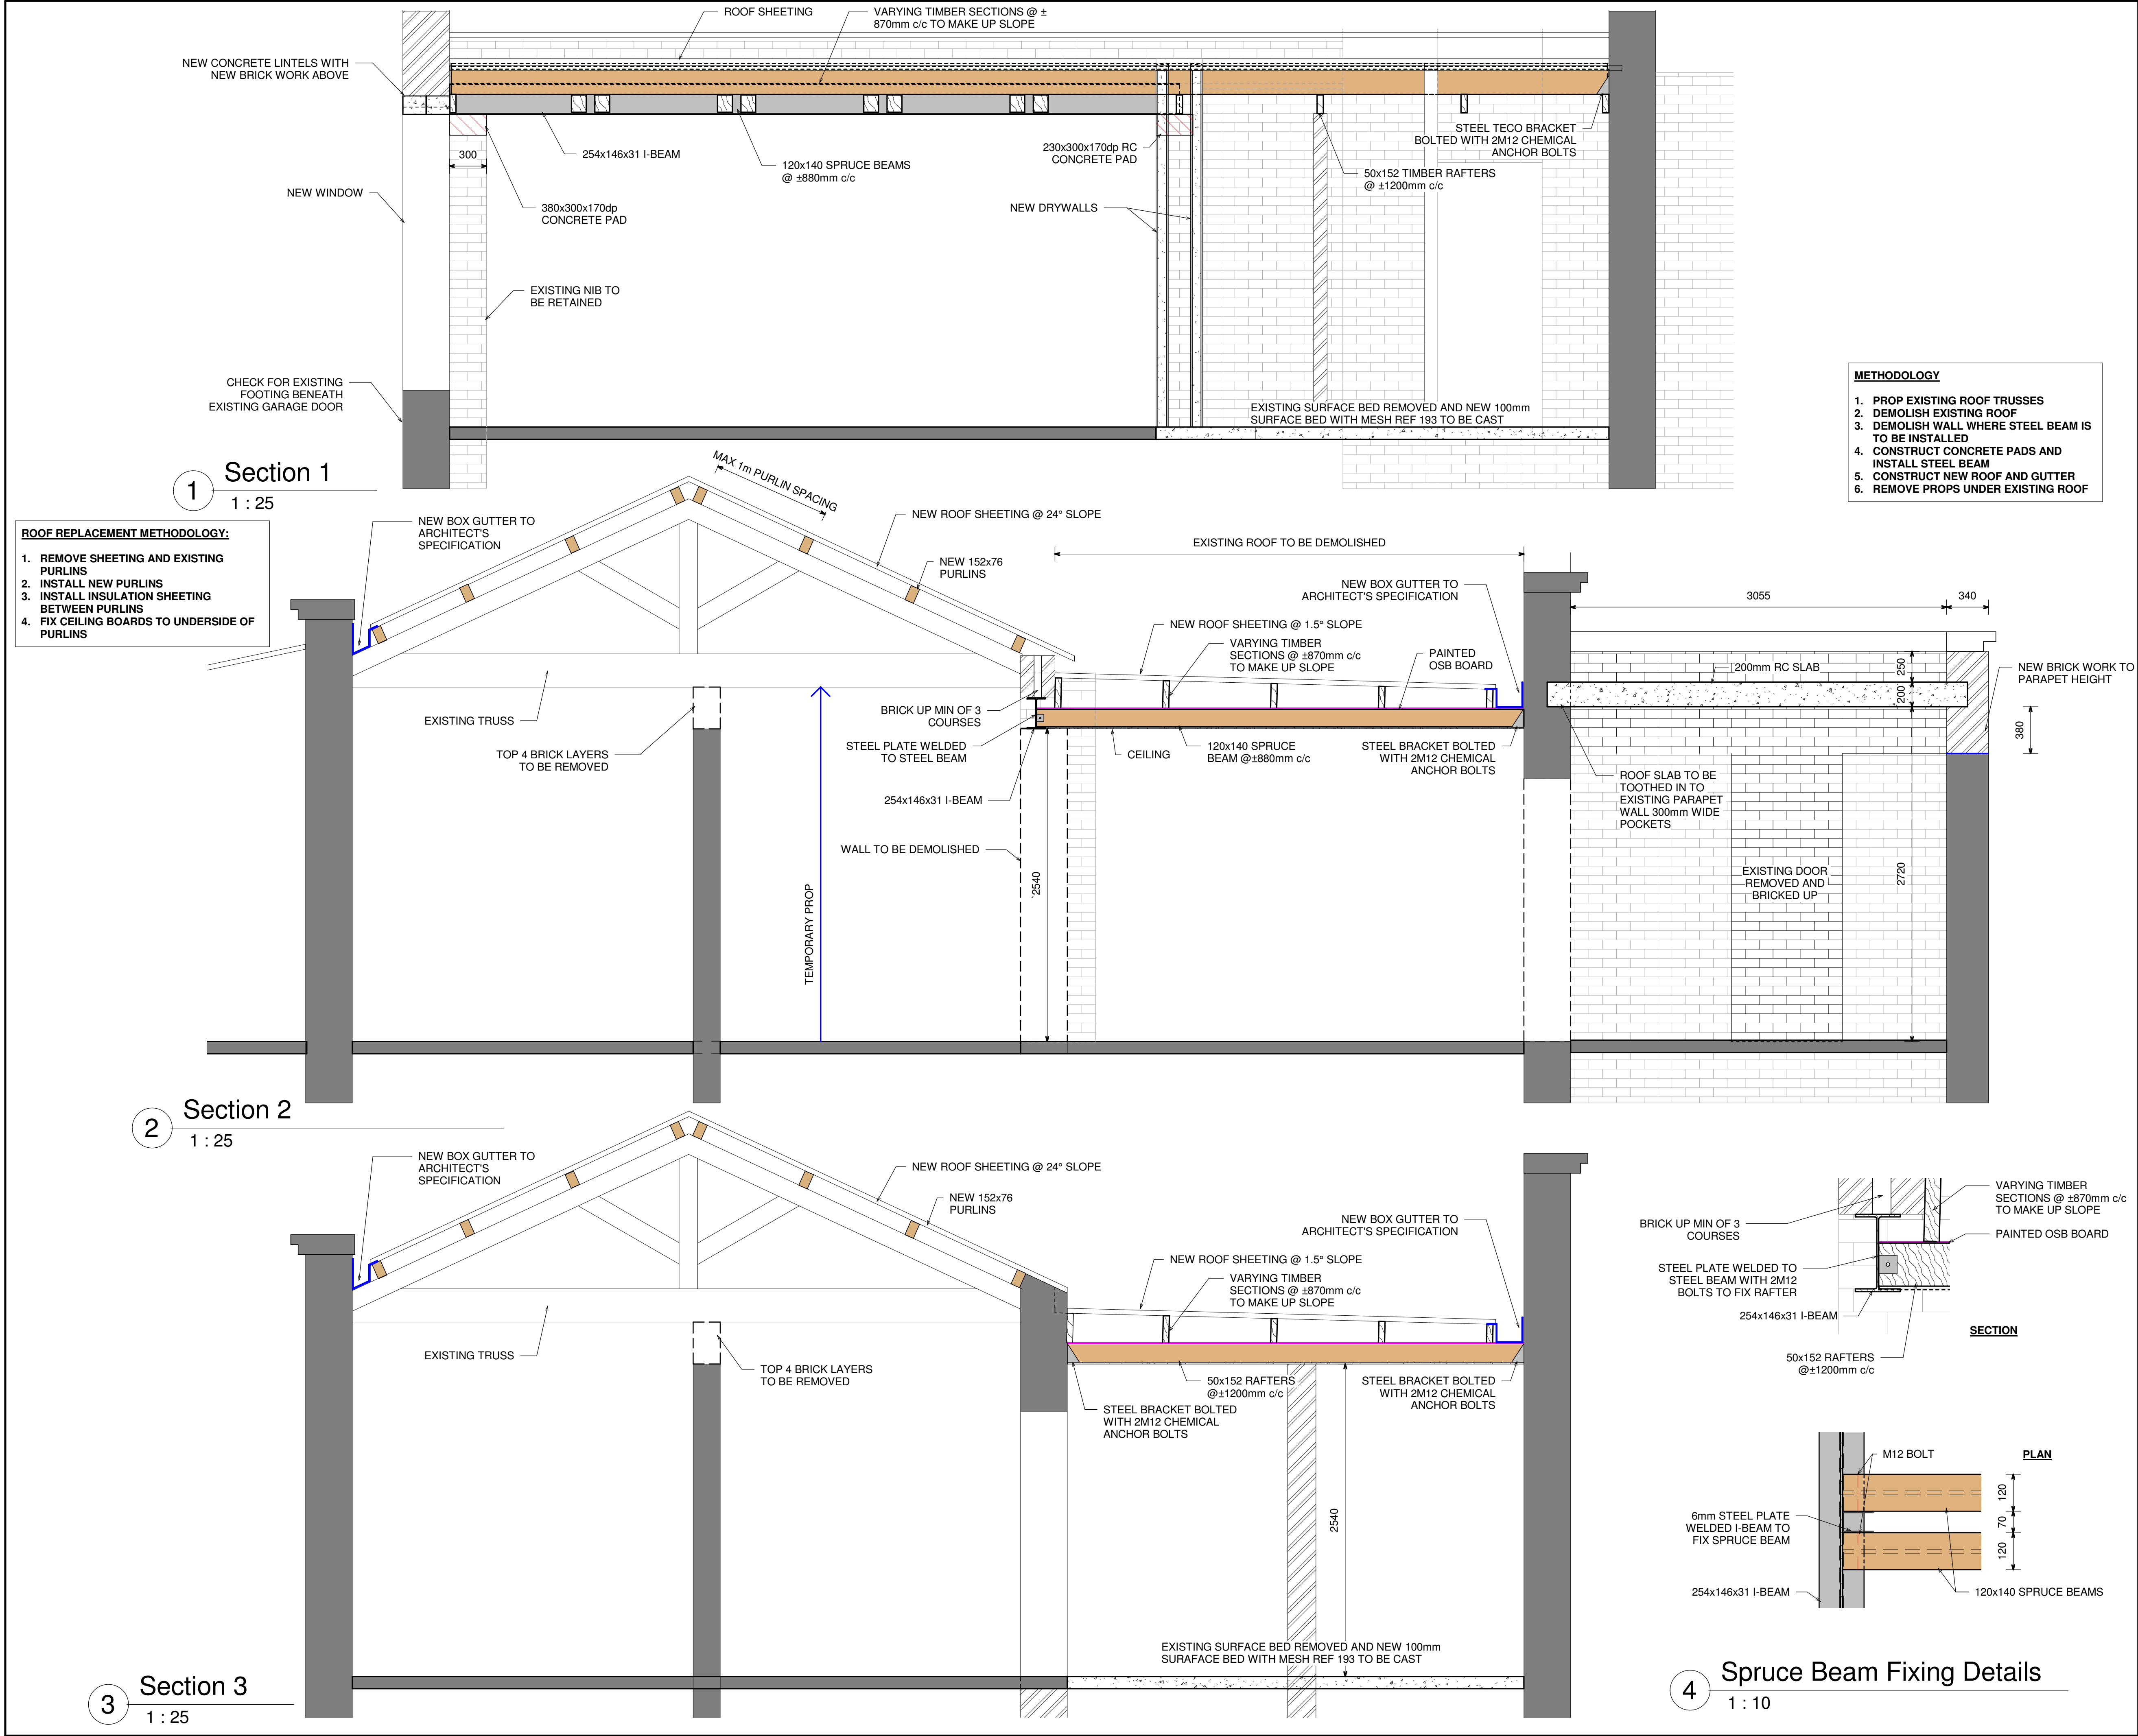 ROOF SHEETING
VARYING TIMBER SECTIONS @ ±
870mm c/c TO MAKE UP SLOPE
NEW CONCRETE LINTELS WITH
NEW BRICK WORK ABOVE
300
254x146x31 I-BEAM
120x140 SPRUCE BEAMS
@ ±880mm c/c
230x300x170dp RC
CONCRETE PAD
STEEL TECO BRACKET
BOLTED WITH 2M12 CHEMICAL
ANCHOR BOLTS
50x152 TIMBER RAFTERS
@ ±1200mm c/c
NEW WINDOW
380x300x170dp
CONCRETE PAD
NEW DRYWALLS
EXISTING NIB TO
BE RETAINED
CHECK FOR EXISTING
FOOTING BENEATH
EXISTING GARAGE DOOR
EXISTING SURFACE BED REMOVED AND NEW 100mm
SURFACE BED WITH MESH REF 193 TO BE CAST
METHODOLOGY
1. PROP EXISTING ROOF TRUSSES
2. DEMOLISH EXISTING ROOF
3. DEMOLISH WALL WHERE STEEL BEAM IS
TO BE INSTALLED
4. CONSTRUCT CONCRETE PADS AND
INSTALL STEEL BEAM
5. CONSTRUCT NEW ROOF AND GUTTER
6. REMOVE PROPS UNDER EXISTING ROOF
1 Section 1
1 : 25
ROOF REPLACEMENT METHODOLOGY:
1. REMOVE SHEETING AND EXISTING
PURLINS
2. INSTALL NEW PURLINS
3. INSTALL INSULATION SHEETING
BETWEEN PURLINS
4. FIX CEILING BOARDS TO UNDERSIDE OF
PURLINS
NEW BOX GUTTER TO
ARCHITECT'S
SPECIFICATION
MAX 1m PURLIN SPACING
NEW ROOF SHEETING @ 24° SLOPE
NEW 152x76
PURLINS
EXISTING ROOF TO BE DEMOLISHED
NEW BOX GUTTER TO
ARCHITECT'S SPECIFICATION
NEW ROOF SHEETING @ 1.5° SLOPE
VARYING TIMBER
SECTIONS @ ±870mm c/c
TO MAKE UP SLOPE
PAINTED
OSB BOARD
3055
340
200mm RC SLAB
250
200
380
NEW BRICK WORK TO
PARAPET HEIGHT
EXISTING TRUSS
TOP 4 BRICK LAYERS
TO BE REMOVED
BRICK UP MIN OF 3
COURSES
STEEL PLATE WELDED
TO STEEL BEAM
254x146x31 I-BEAM
CEILING
120x140 SPRUCE
BEAM @±880mm c/c
STEEL BRACKET BOLTED
WITH 2M12 CHEMICAL
ANCHOR BOLTS
ROOF SLAB TO BE
TOOTHED IN TO
EXISTING PARAPET
WALL 300mm WIDE
POCKETS
WALL TO BE DEMOLISHED
TEMPORARY PROP
2540
EXISTING DOOR
REMOVED AND
BRICKED UP
2720
2 Section 2
1 : 25
NEW BOX GUTTER TO
ARCHITECT'S
SPECIFICATION
NEW ROOF SHEETING @ 24° SLOPE
NEW 152x76
PURLINS
NEW BOX GUTTER TO
ARCHITECT'S SPECIFICATION
NEW ROOF SHEETING @ 1.5° SLOPE
VARYING TIMBER
SECTIONS @ ±870mm c/c
TO MAKE UP SLOPE
EXISTING TRUSS
TOP 4 BRICK LAYERS
TO BE REMOVED
50x152 RAFTERS
@±1200mm c/c
STEEL BRACKET BOLTED
WITH 2M12 CHEMICAL
ANCHOR BOLTS
STEEL BRACKET BOLTED
WITH 2M12 CHEMICAL
ANCHOR BOLTS
2540
EXISTING SURFACE BED REMOVED AND NEW 100mm
SURAFACE BED WITH MESH REF 193 TO BE CAST
3 Section 3
1 : 25
VARYING TIMBER
SECTIONS @ ±870mm c/c
TO MAKE UP SLOPE
BRICK UP MIN OF 3
COURSES
PAINTED OSB BOARD
STEEL PLATE WELDED TO
STEEL BEAM WITH 2M12
BOLTS TO FIX RAFTER
254x146x31 I-BEAM
SECTION
50x152 RAFTERS
@±1200mm c/c
M12 BOLT
PLAN
120
70
120
6mm STEEL PLATE
WELDED I-BEAM TO
FIX SPRUCE BEAM
254x146x31 I-BEAM
120x140 SPRUCE BEAMS
4 Spruce Beam Fixing Details
1 : 10